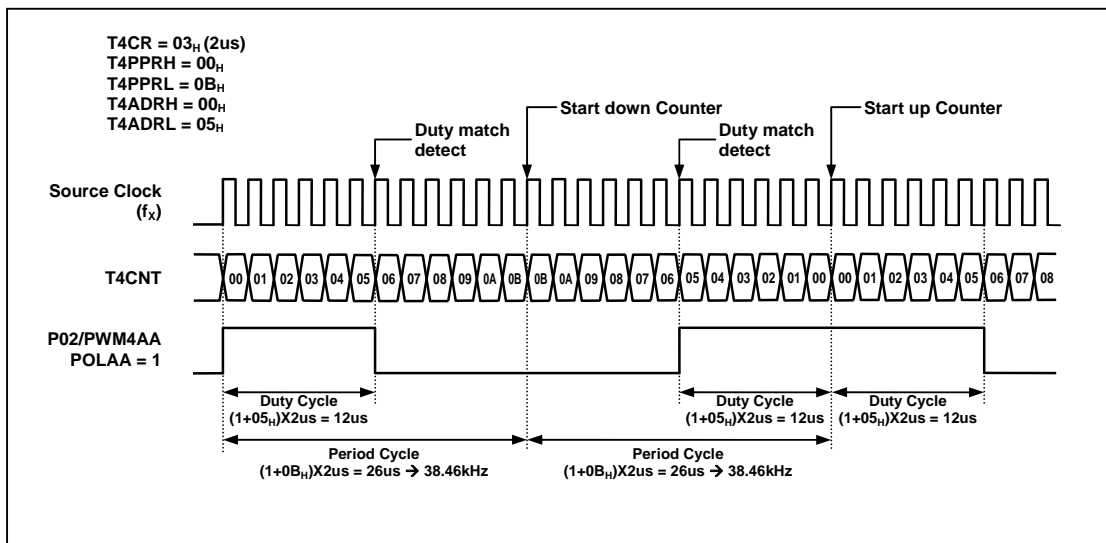 T4CR = 03H (2us)
T4PPRH = 00H
T4PPRL = 0BH
T4ADRH = 00H
T4ADRL = 05H
Duty match
detect
Start down Counter
Duty match
detect
Start up Counter
Source Clock
(fX)
T4CNT
00 01 02 03 04 05 06 07 08 09 0A 0B 0B 0A 09 08 07 06 05 04 03 02 01 00 00 01 02 03 04 05 06 07 08
P02/PWM4AA
POLAA = 1
Duty Cycle
(1+05H)X2us = 12us
Duty Cycle
(1+05H)X2us = 12us
Duty Cycle
(1+05H)X2us = 12us
Period Cycle
(1+0BH)X2us = 26us → 38.46kHz
Period Cycle
(1+0BH)X2us = 26us → 38.46kHz